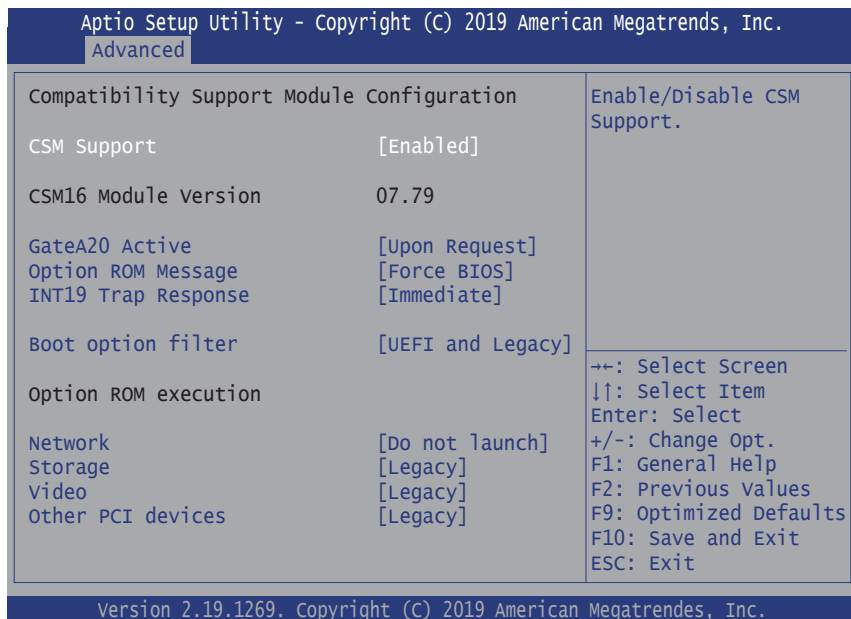 Aptio Setup Utility - Copyright (C) 2019 American Megatrends, Inc.
Advanced
Compatibility Support Module Configuration
CSM Support [Enabled]
CSM16 Module Version 07.79
GateA20 Active [Upon Request]
Option ROM Message [Force BIOS]
INT19 Trap Response [Immediate]
Boot option filter [UEFI and Legacy]
Option ROM execution
Network [Do not launch]
Storage [Legacy]
Video [Legacy]
Other PCI devices [Legacy]
Enable/Disable CSM
Support.
→←: Select Screen
↓↑: Select Item
Enter: Select
+/-: Change Opt.
F1: General Help
F2: Previous Values
F9: Optimized Defaults
F10: Save and Exit
ESC: Exit
Version 2.19.1269. Copyright (C) 2019 American Megatrendes, Inc.